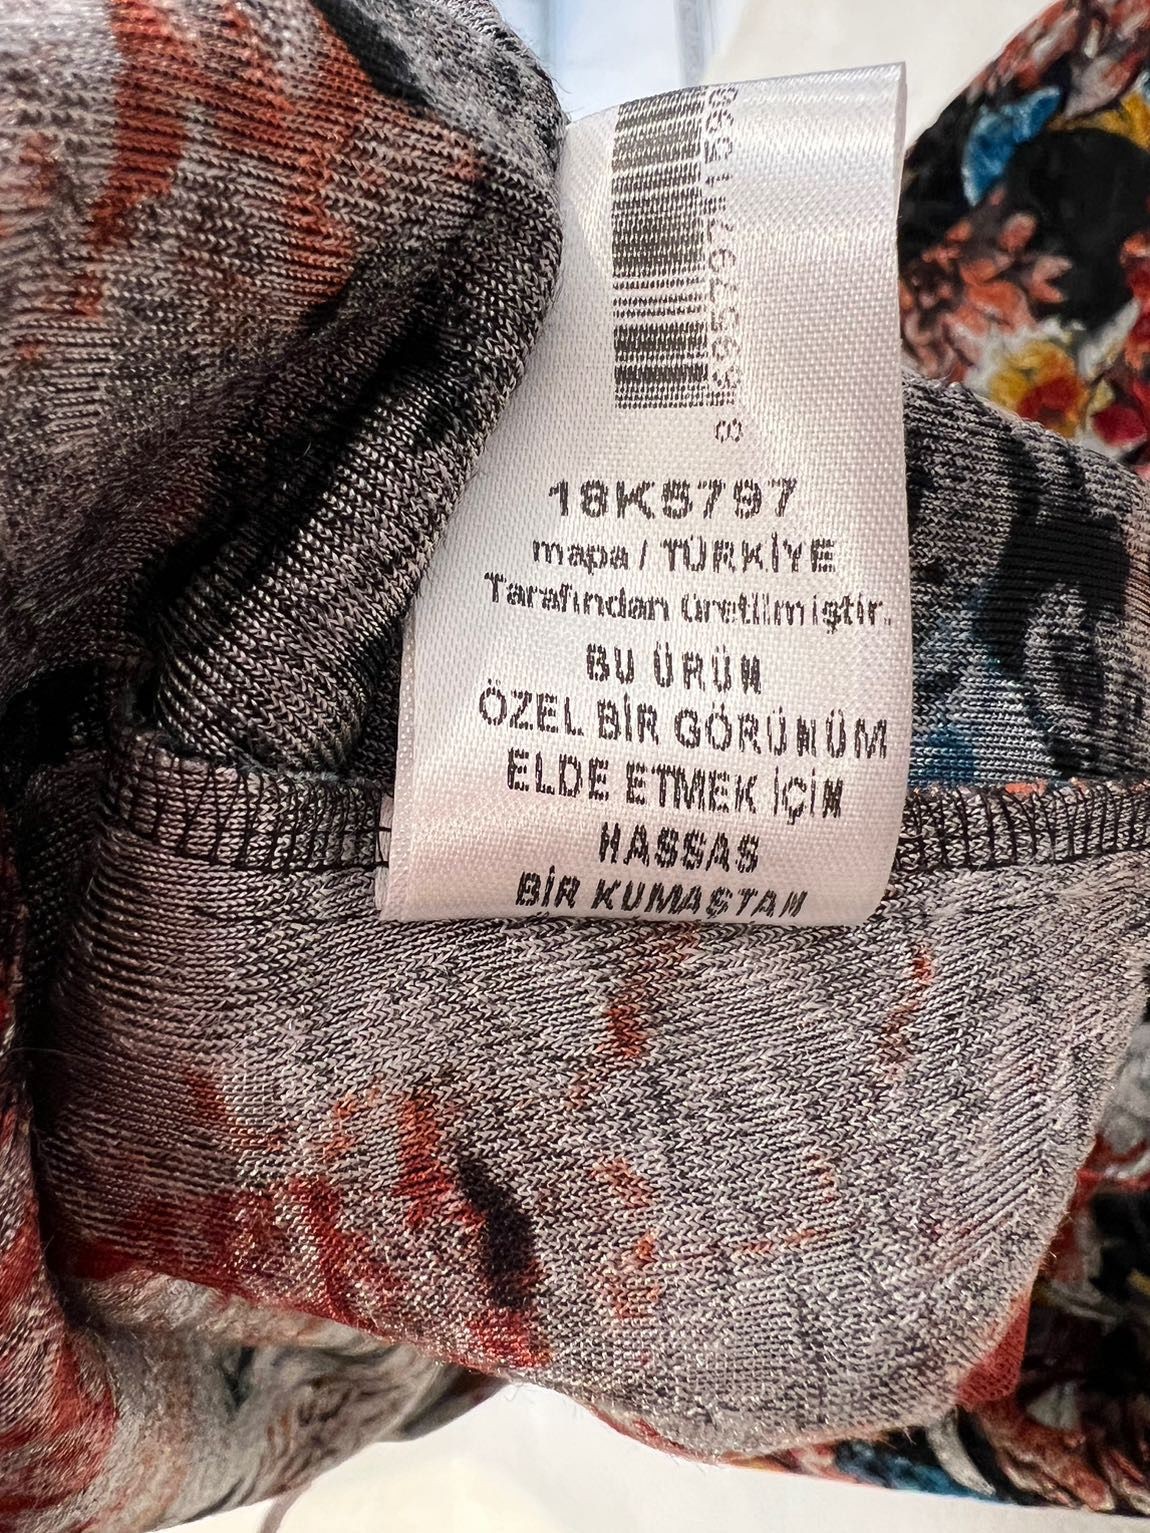 18K5797
mapa / TÜRKİYE
Tarafından üretilmiştir.
BU ÜRÜN
ÖZEL BİR GÖRÜNÜM
ELDE ETMEK İÇİN
HASSAS
BİR KUMAŞTAN